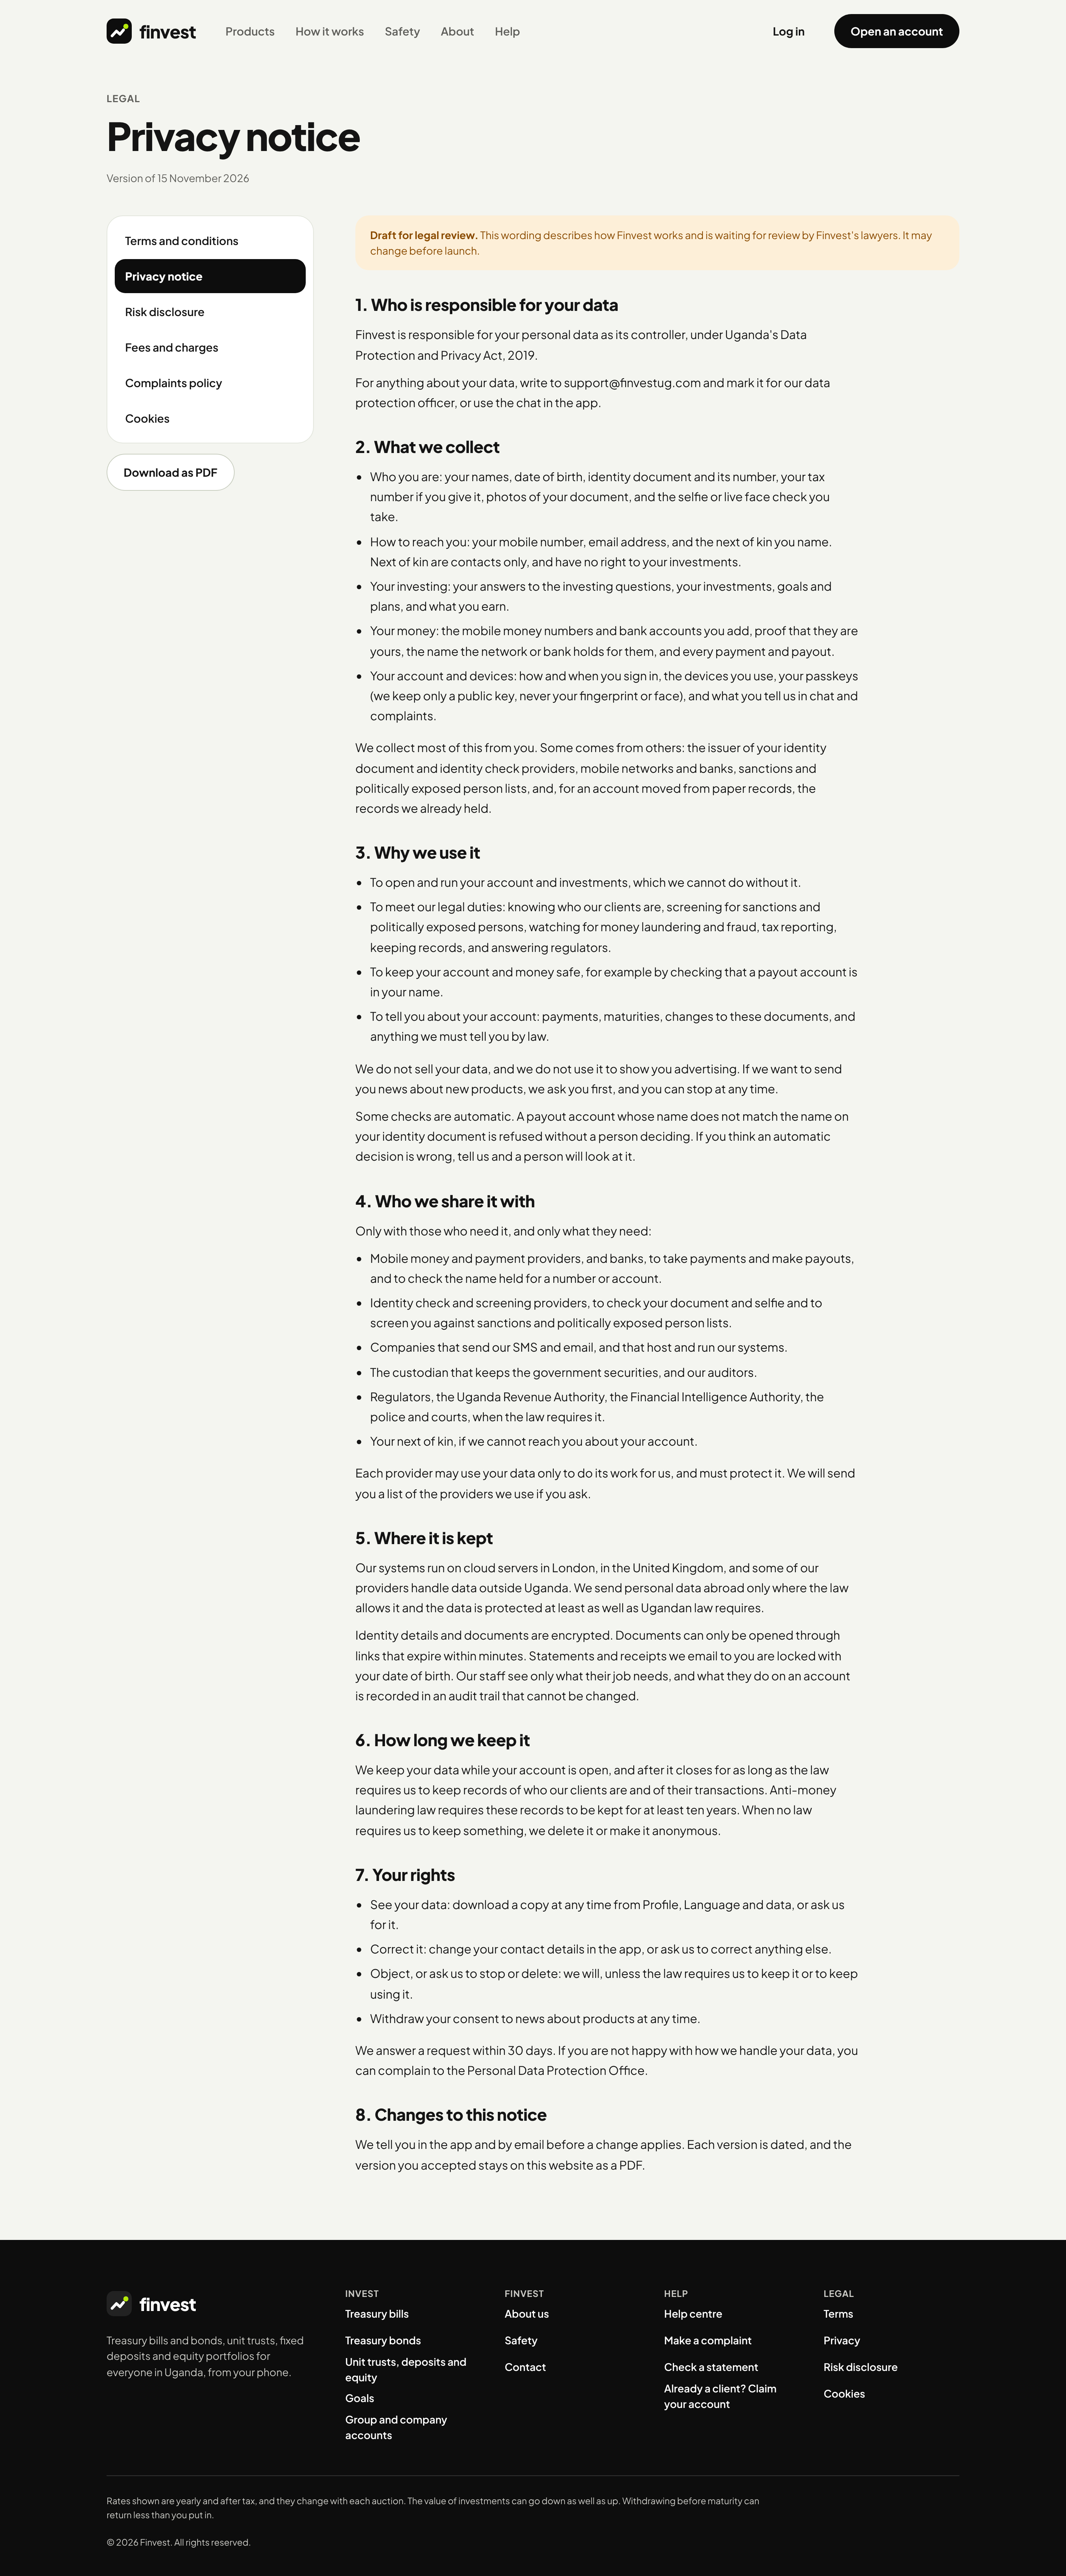 finvest
Products
How it works
Safety
About
Help
Log in
Open an account
LEGAL
Privacy notice
Version of 15 November 2026
Terms and conditions
Privacy notice
Risk disclosure
Fees and charges
Complaints policy
Cookies
Download as PDF
Draft for legal review. This wording describes how Finvest works and is waiting for review by Finvest's lawyers. It may
change before launch.
1. Who is responsible for your data
Finvest is responsible for your personal data as its controller, under Uganda's Data
Protection and Privacy Act, 2019.
For anything about your data, write to support@finvestug.com and mark it for our data
protection officer, or use the chat in the app.
2. What we collect
• Who you are: your names, date of birth, identity document and its number, your tax
number if you give it, photos of your document, and the selfie or live face check you
take.
• How to reach you: your mobile number, email address, and the next of kin you name.
Next of kin are contacts only, and have no right to your investments.
• Your investing: your answers to the investing questions, your investments, goals and
plans, and what you earn.
• Your money: the mobile money numbers and bank accounts you add, proof that they are
yours, the name the network or bank holds for them, and every payment and payout.
• Your account and devices: how and when you sign in, the devices you use, your passkeys
(we keep only a public key, never your fingerprint or face), and what you tell us in chat and
complaints.
We collect most of this from you. Some comes from others: the issuer of your identity
document and identity check providers, mobile networks and banks, sanctions and
politically exposed person lists, and, for an account moved from paper records, the
records we already held.
3. Why we use it
• To open and run your account and investments, which we cannot do without it.
• To meet our legal duties: knowing who our clients are, screening for sanctions and
politically exposed persons, watching for money laundering and fraud, tax reporting,
keeping records, and answering regulators.
• To keep your account and money safe, for example by checking that a payout account is
in your name.
• To tell you about your account: payments, maturities, changes to these documents, and
anything we must tell you by law.
We do not sell your data, and we do not use it to show you advertising. If we want to send
you news about new products, we ask you first, and you can stop at any time.
Some checks are automatic. A payout account whose name does not match the name on
your identity document is refused without a person deciding. If you think an automatic
decision is wrong, tell us and a person will look at it.
4. Who we share it with
Only with those who need it, and only what they need:
• Mobile money and payment providers, and banks, to take payments and make payouts,
and to check the name held for a number or account.
• Identity check and screening providers, to check your document and selfie and to
screen you against sanctions and politically exposed person lists.
• Companies that send our SMS and email, and that host and run our systems.
• The custodian that keeps the government securities, and our auditors.
• Regulators, the Uganda Revenue Authority, the Financial Intelligence Authority, the
police and courts, when the law requires it.
• Your next of kin, if we cannot reach you about your account.
Each provider may use your data only to do its work for us, and must protect it. We will send
you a list of the providers we use if you ask.
5. Where it is kept
Our systems run on cloud servers in London, in the United Kingdom, and some of our
providers handle data outside Uganda. We send personal data abroad only where the law
allows it and the data is protected at least as well as Ugandan law requires.
Identity details and documents are encrypted. Documents can only be opened through
links that expire within minutes. Statements and receipts we email to you are locked with
your date of birth. Our staff see only what their job needs, and what they do on an account
is recorded in an audit trail that cannot be changed.
6. How long we keep it
We keep your data while your account is open, and after it closes for as long as the law
requires us to keep records of who our clients are and of their transactions. Anti-money
laundering law requires these records to be kept for at least ten years. When no law
requires us to keep something, we delete it or make it anonymous.
7. Your rights
• See your data: download a copy at any time from Profile, Language and data, or ask us
for it.
• Correct it: change your contact details in the app, or ask us to correct anything else.
• Object, or ask us to stop or delete: we will, unless the law requires us to keep it or to keep
using it.
• Withdraw your consent to news about products at any time.
We answer a request within 30 days. If you are not happy with how we handle your data, you
can complain to the Personal Data Protection Office.
8. Changes to this notice
We tell you in the app and by email before a change applies. Each version is dated, and the
version you accepted stays on this website as a PDF.
finvest
Treasury bills and bonds, unit trusts, fixed
deposits and equity portfolios for
everyone in Uganda, from your phone.
INVEST
Treasury bills
Treasury bonds
Unit trusts, deposits and
equity
Goals
Group and company
accounts
FINVEST
About us
Safety
Contact
HELP
Help centre
Make a complaint
Check a statement
Already a client? Claim
your account
LEGAL
Terms
Privacy
Risk disclosure
Cookies
Rates shown are yearly and after tax, and they change with each auction. The value of investments can go down as well as up. Withdrawing before maturity can
return less than you put in.
© 2026 Finvest. All rights reserved.